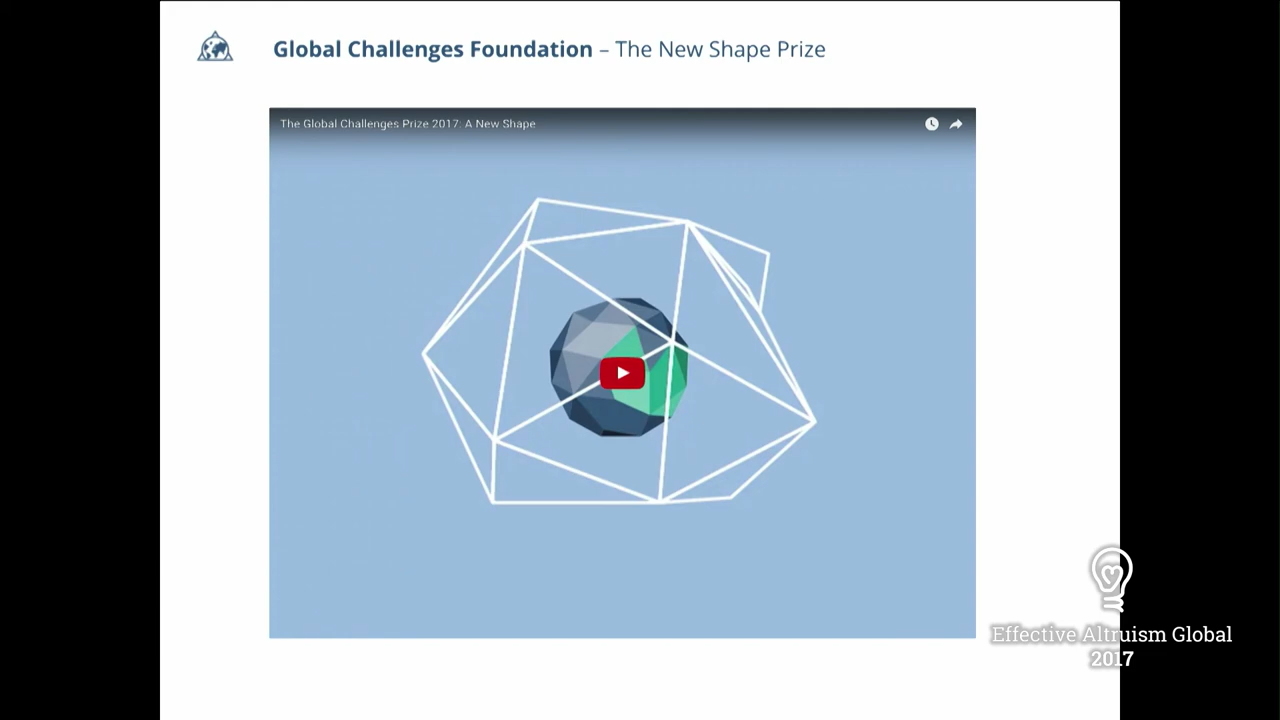 Global Challenges Foundation – The New Shape Prize
The Global Challenges Prize 2017: A New Shape
Effective Altruism Global
2017